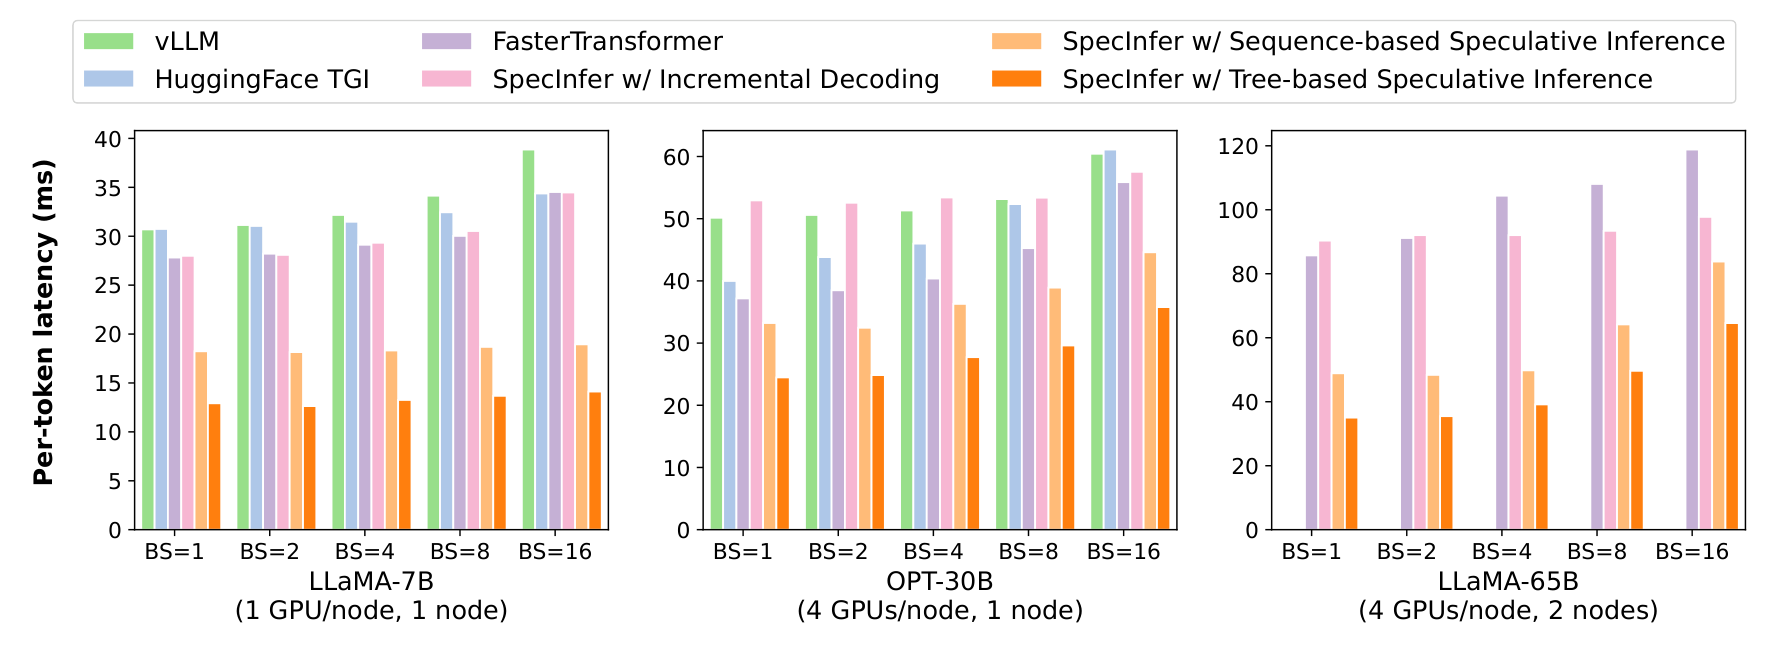 vLLM
HuggingFace TGI
FasterTransformer
SpecInfer w/ Incremental Decoding
SpecInfer w/ Sequence-based Speculative Inference
SpecInfer w/ Tree-based Speculative Inference
Per-token latency (ms)
40
35
30
25
20
15
10
5
0
BS=1 BS=2 BS=4 BS=8 BS=16
LLaMA-7B
(1 GPU/node, 1 node)
60
50
40
30
20
10
0
BS=1 BS=2 BS=4 BS=8 BS=16
OPT-30B
(4 GPUs/node, 1 node)
120
100
80
60
40
20
0
BS=1 BS=2 BS=4 BS=8 BS=16
LLaMA-65B
(4 GPUs/node, 2 nodes)